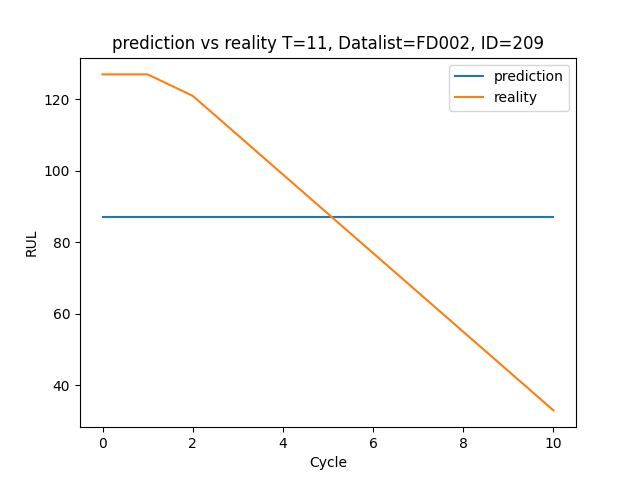 prediction vs reality T=11, Datalist=FD002, ID=209
prediction
reality
120
100
80
60
40
RUL
0 2 4 6 8 10
Cycle